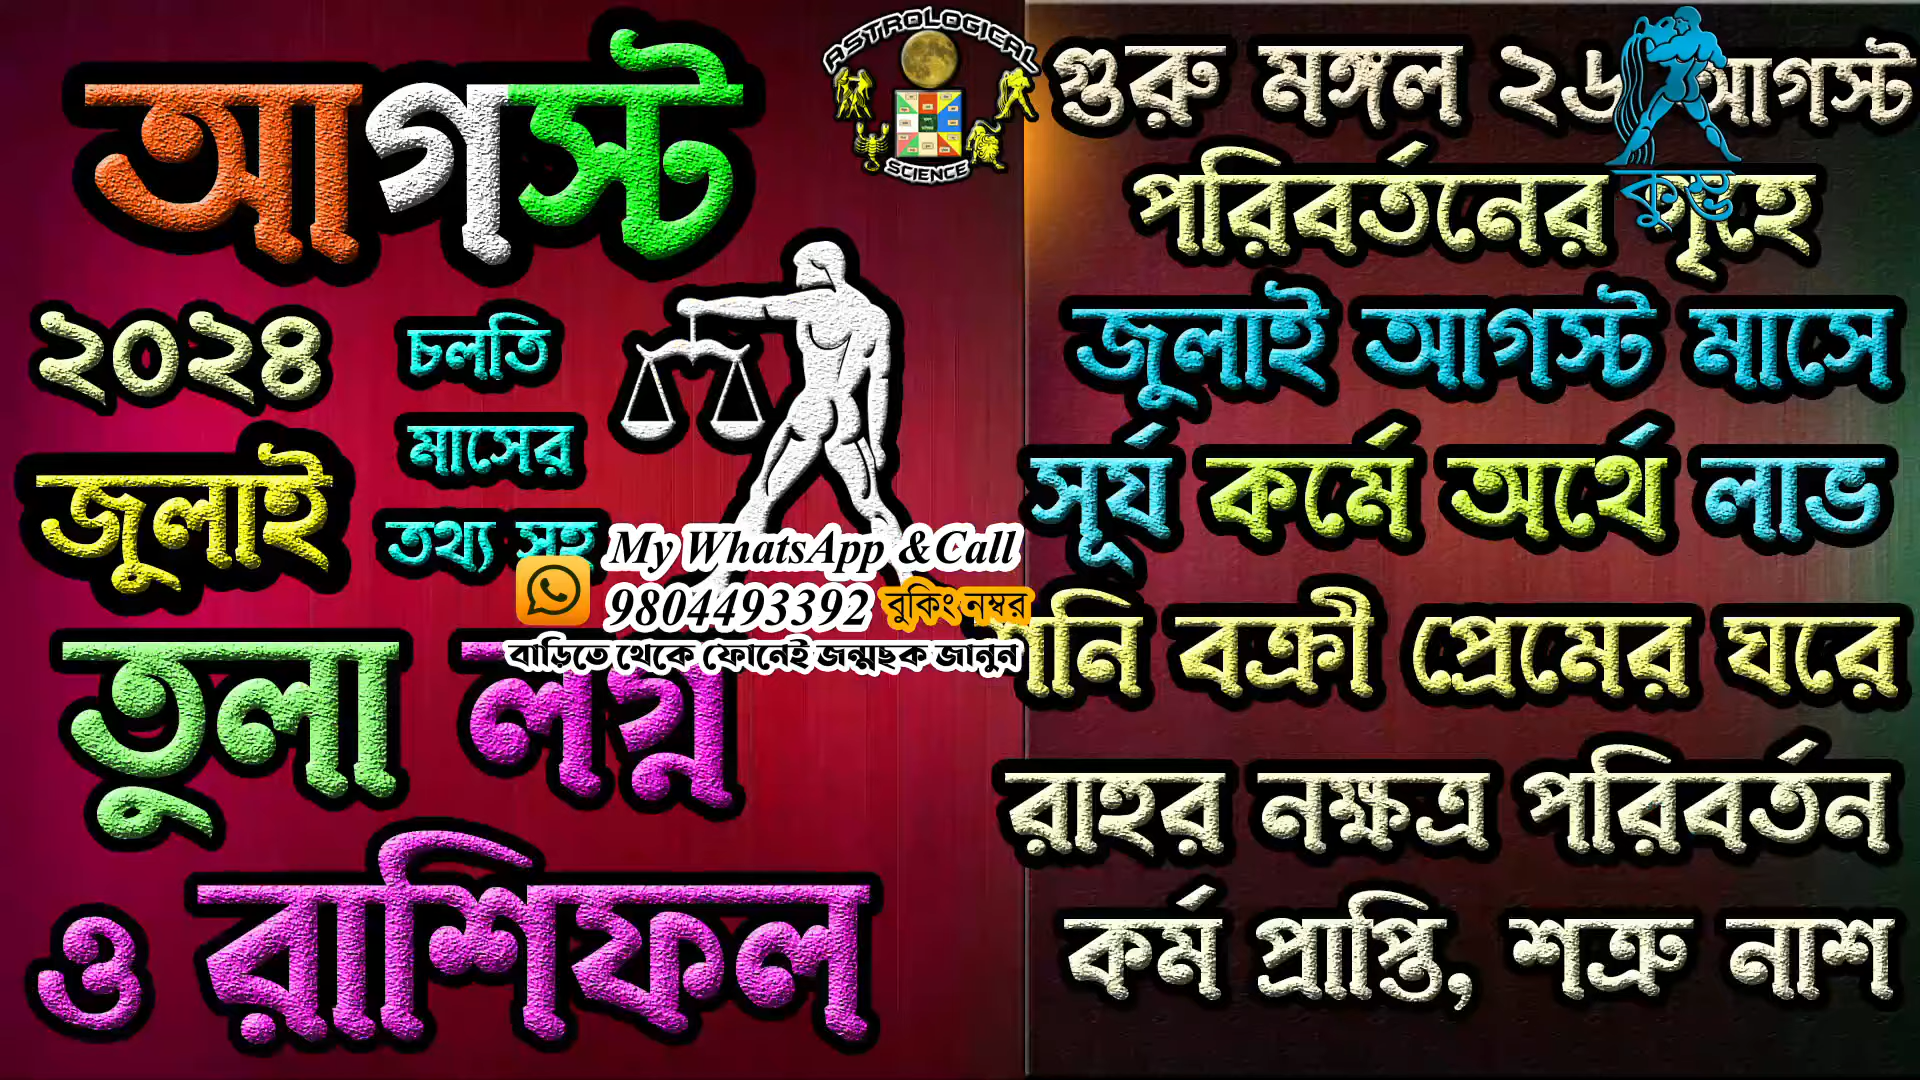 আগস্ট
২০২৪
চলতি
মাসের
তথ্য সহ
জুলাই
তুলা লগ্ন
ও রাশিফল
ASTROLOGICAL
SCIENCE
My WhatsApp &Call
9804493392 বুকিং নম্বর
বাড়িতে থেকে ফোনেই জন্মছক জানুন
গুরু মঙ্গল ২৬ আগস্ট
পরিবর্তনের গৃহে
কুম্ভ
জুলাই আগস্ট মাসে
সূর্য কর্মে অর্থে লাভ
শনি বক্রী প্রেমের ঘরে
রাহুর নক্ষত্র পরিবর্তন
কর্ম প্রাপ্তি, শত্রু নাশ